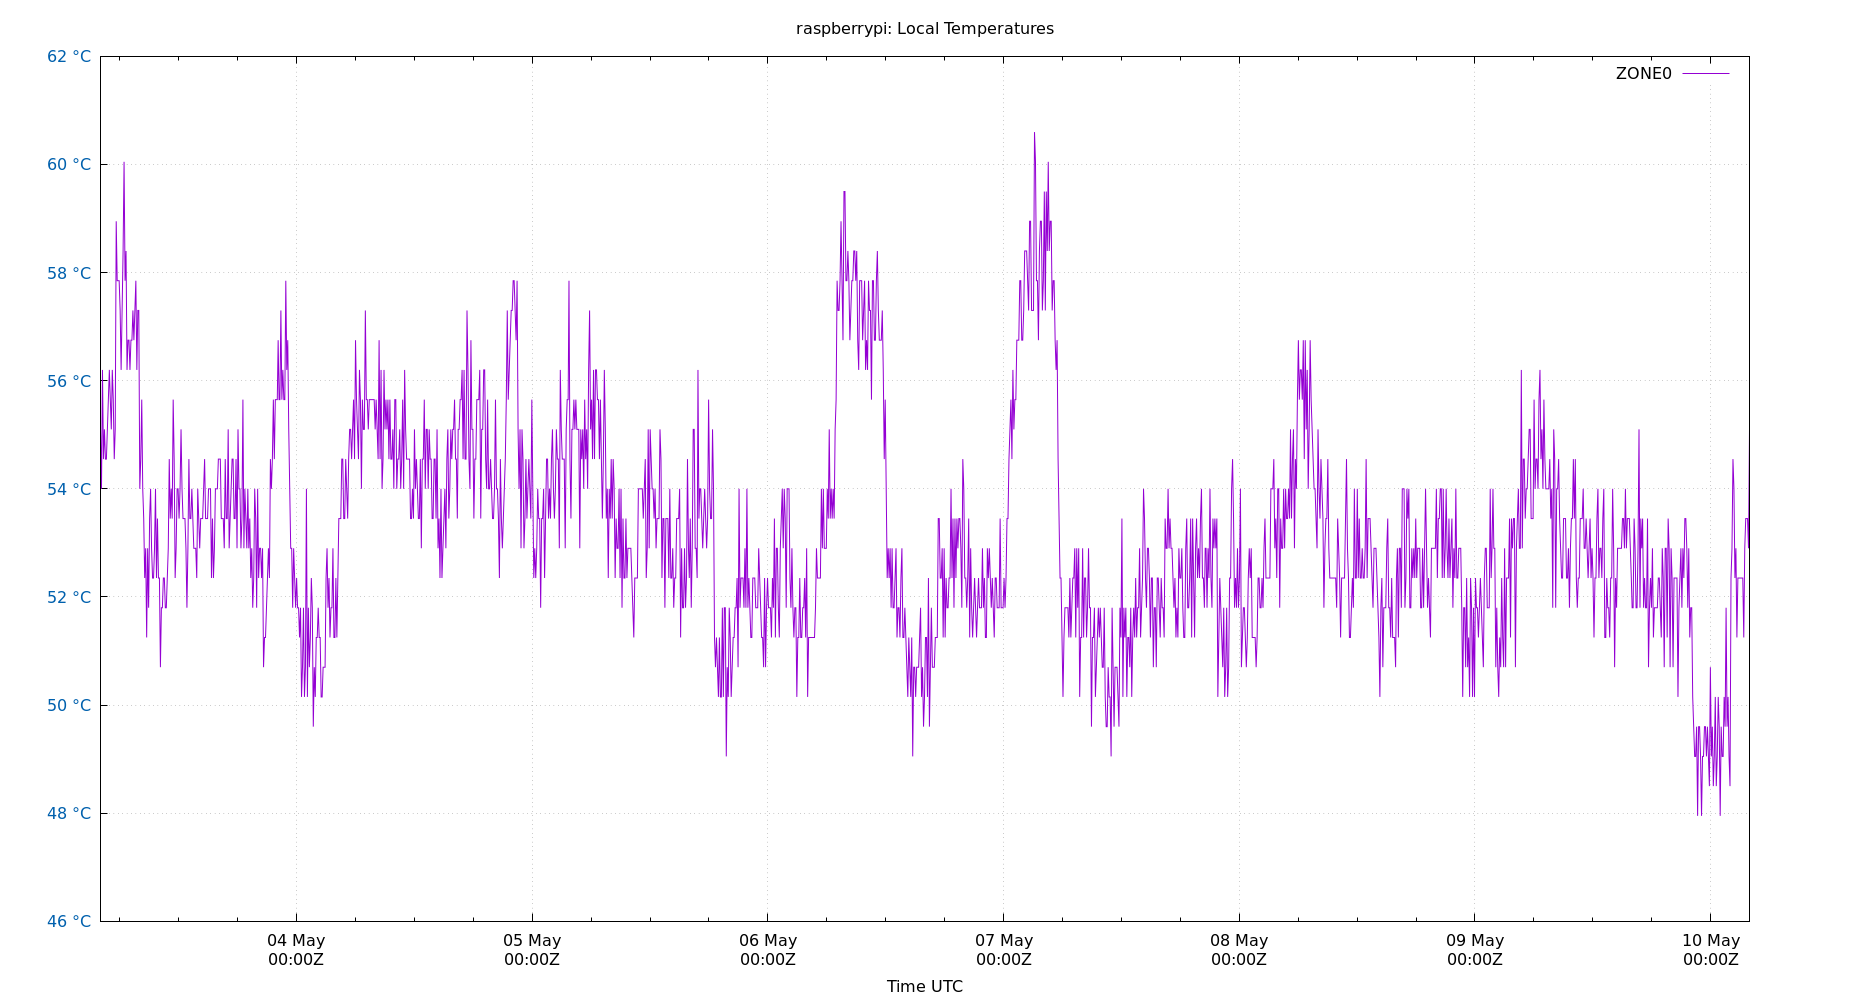 raspberrypi: Local Temperatures
62 °C
ZONE0
60 °C
58 °C
56 °C
54 °C
52 °C
50 °C
48 °C
46 °C
04 May 05 May 06 May 07 May 08 May 09 May 10 May
00:00Z 00:00Z 00:00Z 00:00Z 00:00Z 00:00Z 00:00Z
Time UTC